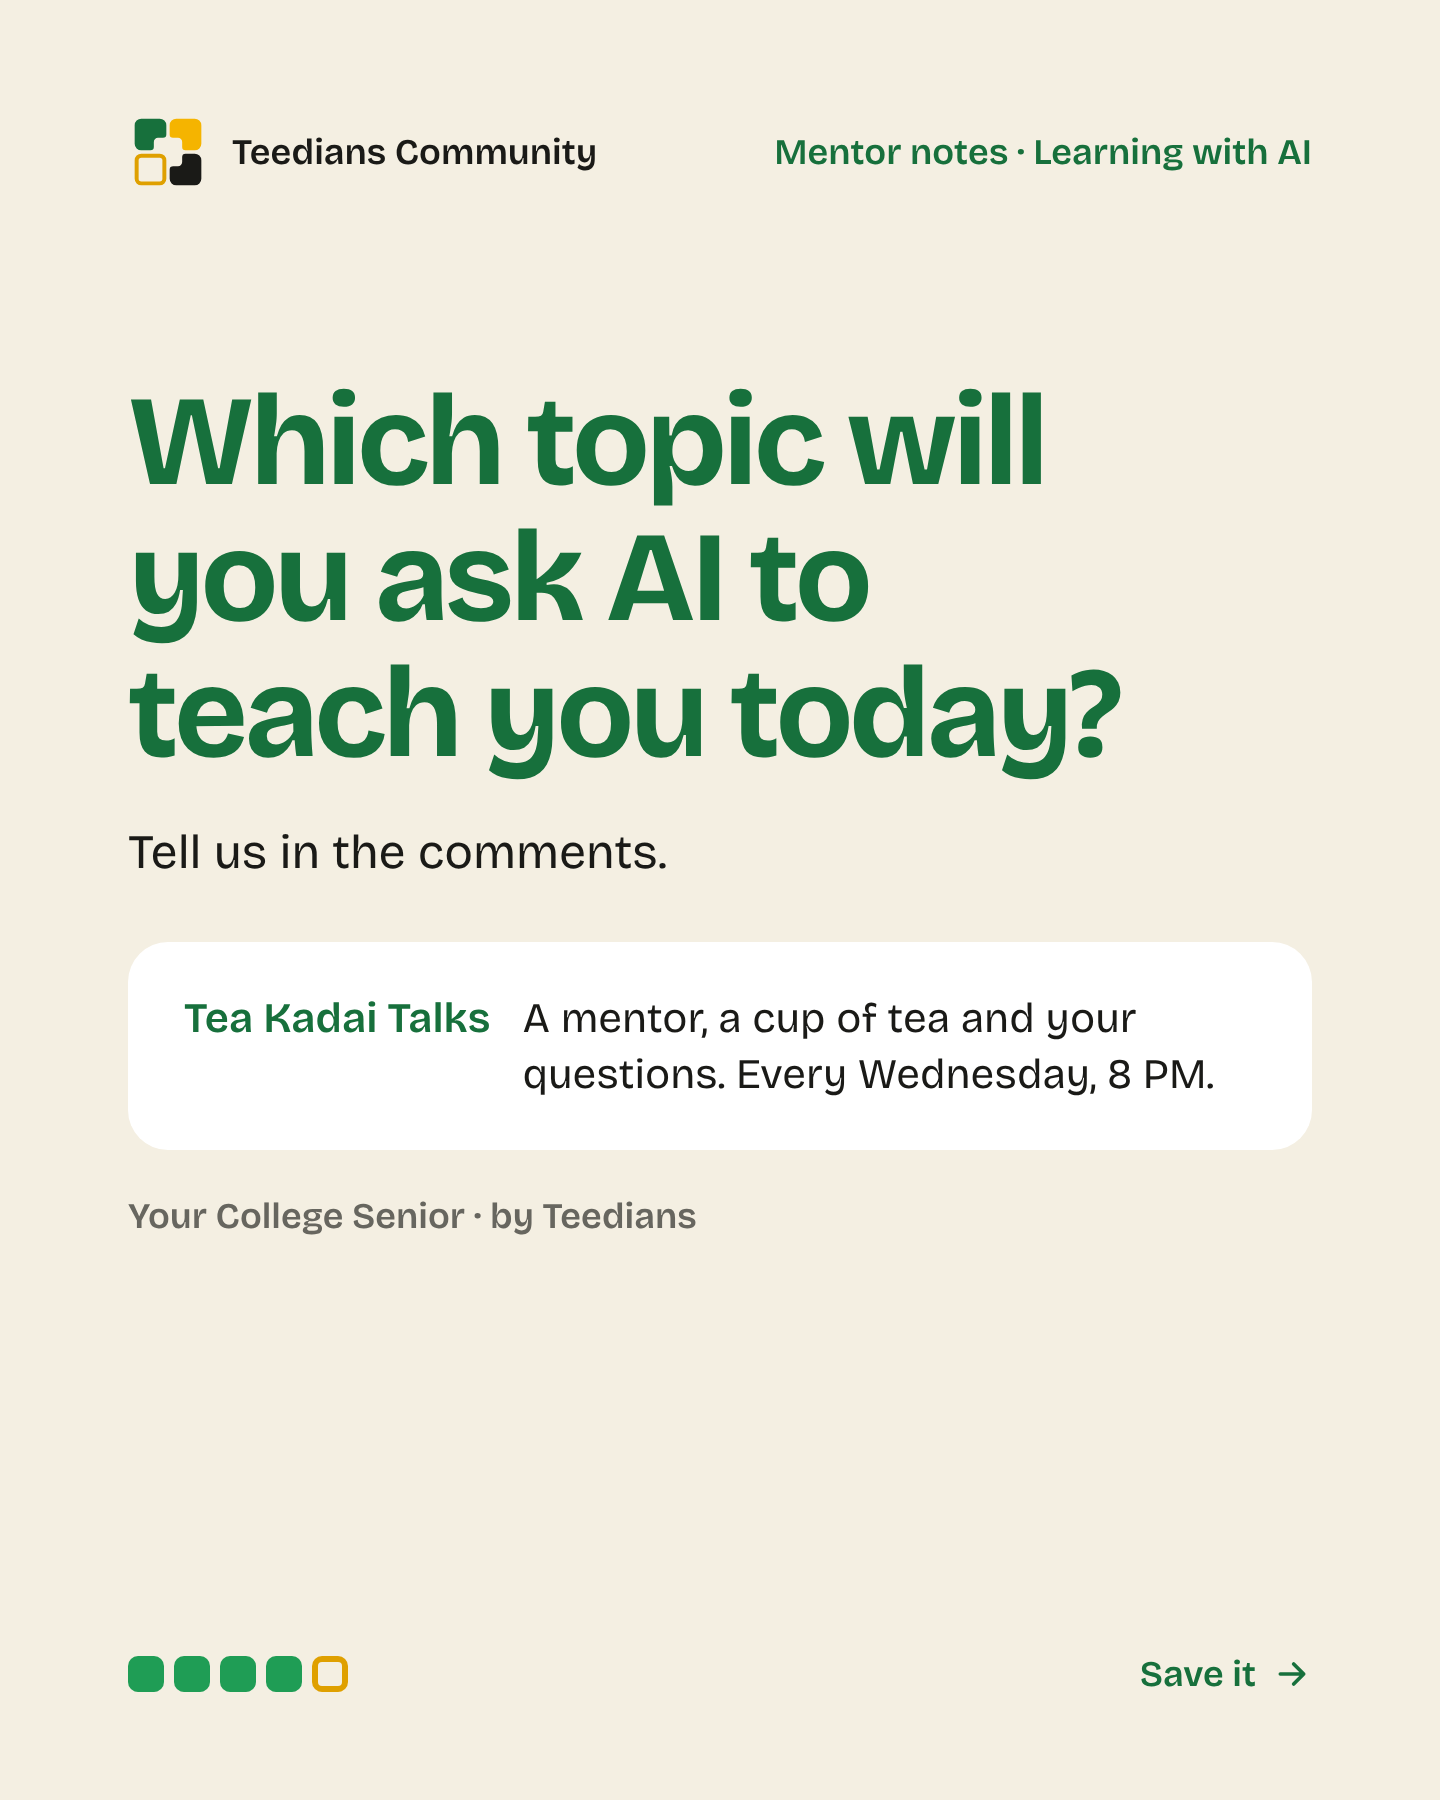 Teedians Community
Mentor notes · Learning with AI
Which topic will
you ask AI to
teach you today?
Tell us in the comments.
Tea Kadai Talks
A mentor, a cup of tea and your
questions. Every Wednesday, 8 PM.
Your College Senior · by Teedians
Save it →